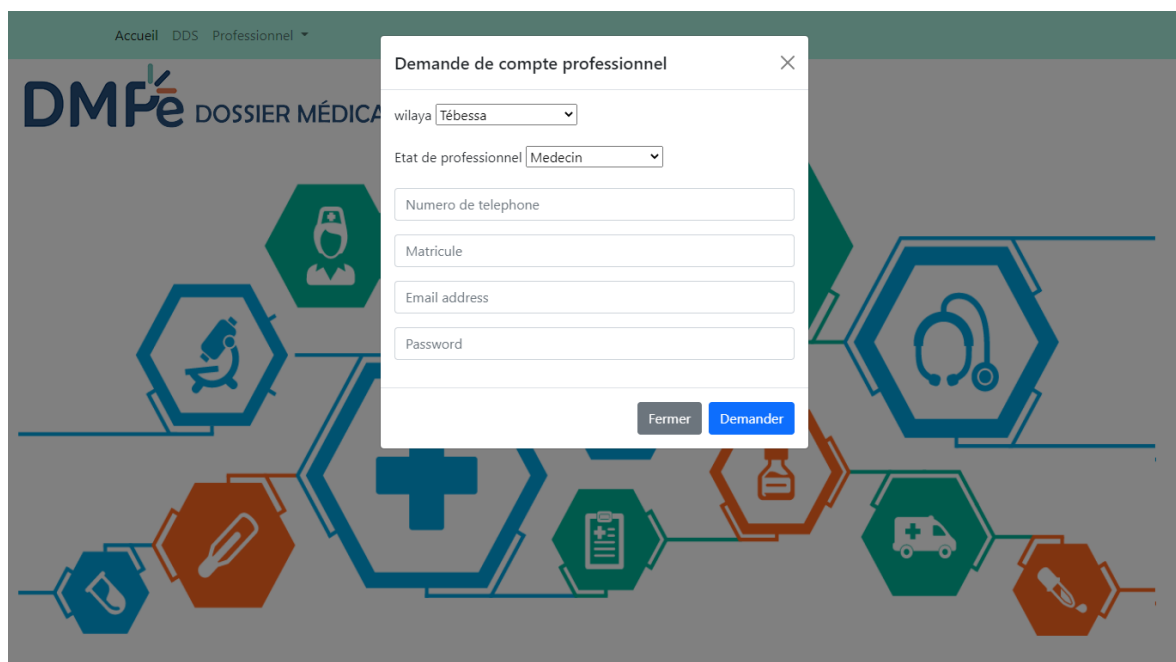 Accueil DDS Professionnel
Demande de compte professionnel
DMPe DOSSIER MÉDICA
wilaya Tébessa
Etat de professionnel Medecin
Numero de telephone
Matricule
Email address
Password
Fermer Demander